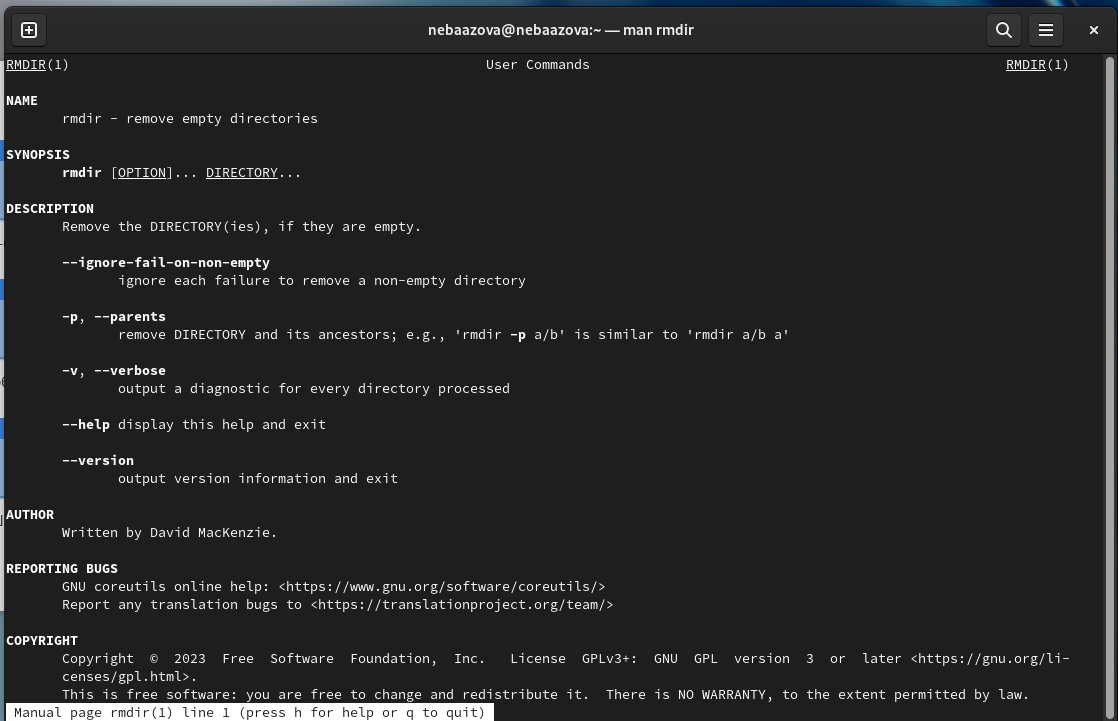 nebaazova@nebaazova:~ — man rmdir
RMDIR(1) User Commands RMDIR(1)
NAME
rmdir - remove empty directories
SYNOPSIS
rmdir [OPTION]... DIRECTORY...
DESCRIPTION
Remove the DIRECTORY(ies), if they are empty.
--ignore-fail-on-non-empty
ignore each failure to remove a non-empty directory
-p, --parents
remove DIRECTORY and its ancestors; e.g., 'rmdir -p a/b' is similar to 'rmdir a/b a'
-v, --verbose
output a diagnostic for every directory processed
--help display this help and exit
--version
output version information and exit
AUTHOR
Written by David MacKenzie.
REPORTING BUGS
GNU coreutils online help: <https://www.gnu.org/software/coreutils/>
Report any translation bugs to <https://translationproject.org/team/>
COPYRIGHT
Copyright © 2023 Free Software Foundation, Inc. License GPLv3+: GNU GPL version 3 or later <https://gnu.org/li-
censes/gpl.html>.
This is free software: you are free to change and redistribute it. There is NO WARRANTY, to the extent permitted by law.
Manual page rmdir(1) line 1 (press h for help or q to quit)